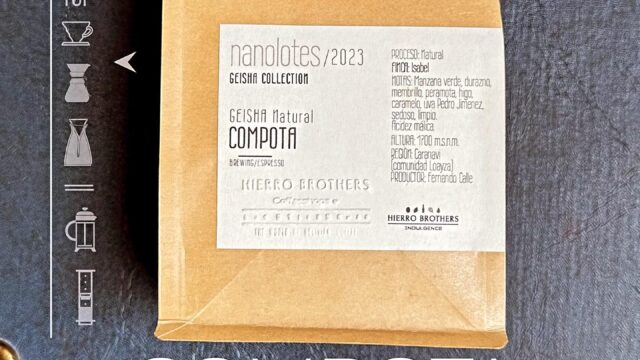 nanolotes/2023
GEISHA COLLECTION
GEISHA Natural
COMPOTA
BREWING/ESPRESSO
HIERRO BROTHERS
PROCESO: Natural
FINCA: Isabel
NOTAS: Manzana verde, durazno,
membrillo, peramota, higo,
caramelo, uva Pedro Jimenez,
sedoso, limpio.
Acidez málica.
ALTURA: 1700 m.s.n.m.
REGIÓN: Caranavi
(comunidad Loayza)
PRODUCTOR: Fernando Calle
HIERRO BROTHERS
INDULGENCE